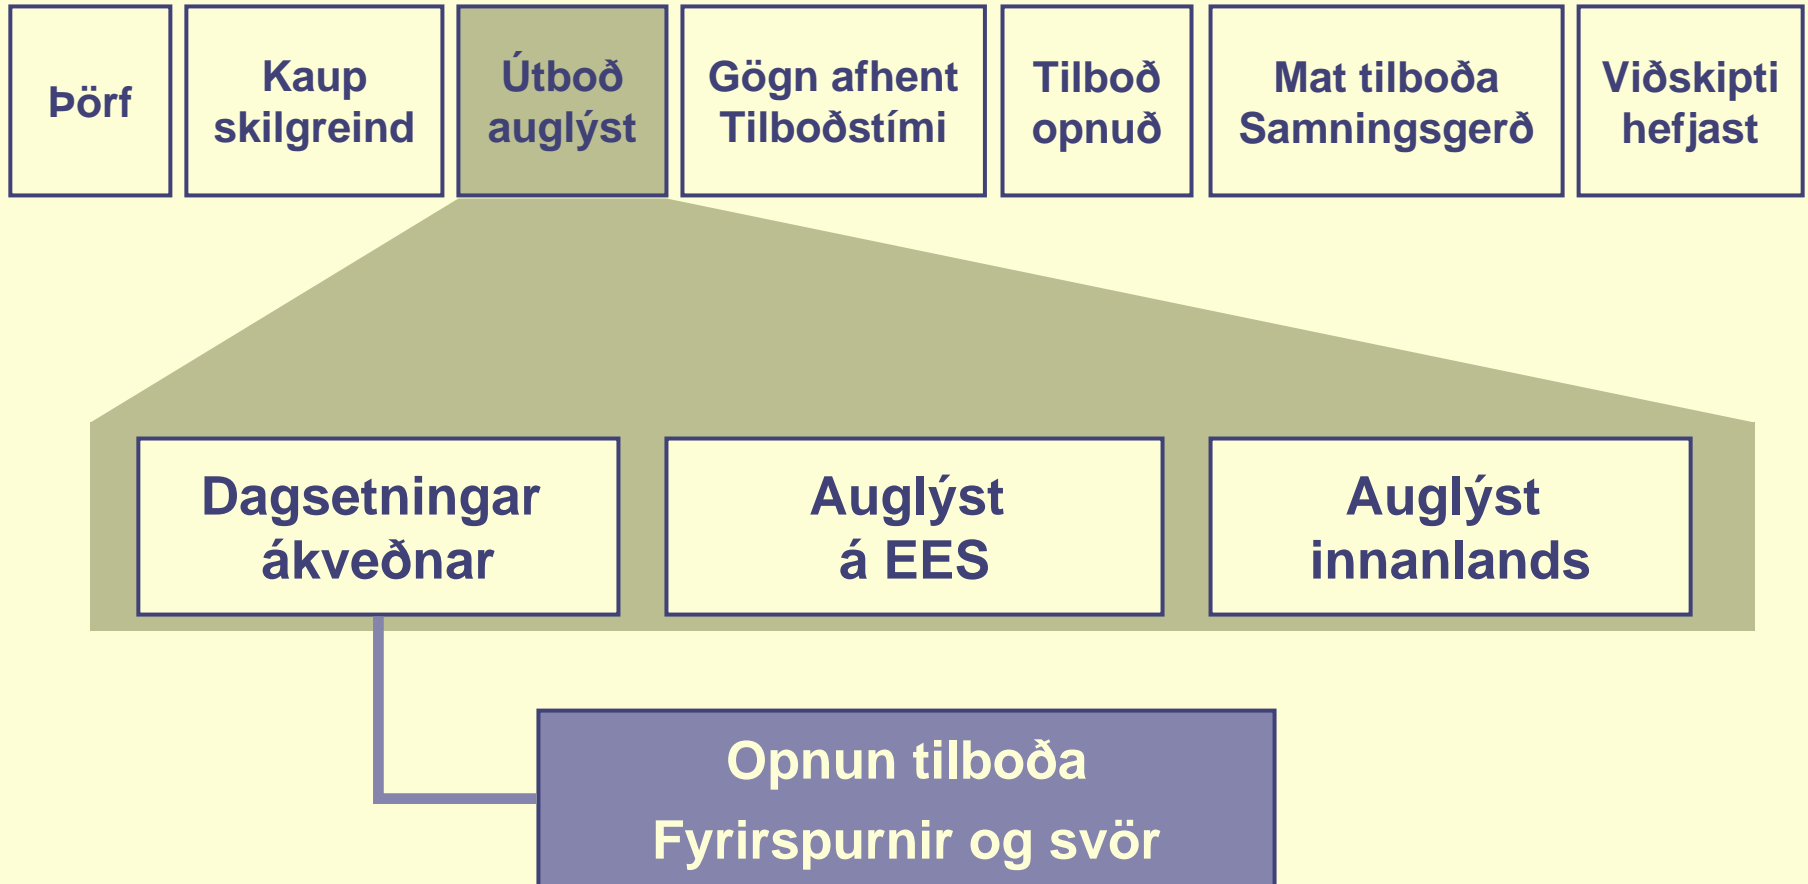 Þörf
Kaup
skilgreind
Útboð
auglýst
Gögn afhent
Tilboðstími
Tilboð
opnuð
Mat tilboða
Samningsgerð
Viðskipti
hefjast
Dagsetningar
ákveðnar
Auglýst
á EES
Auglýst
innanlands
Opnun tilboða
Fyrirspurnir og svör